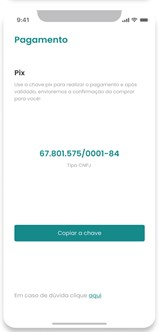 9:41
Pagamento
Pix
Use a chave pix para realizar o pagamento e após
validado, enviaremos a confirmação da compra
para você!
67.801.575/0001-84
Tipo: CNPJ
Copiar a chave
Em caso de dúvida clique aqui